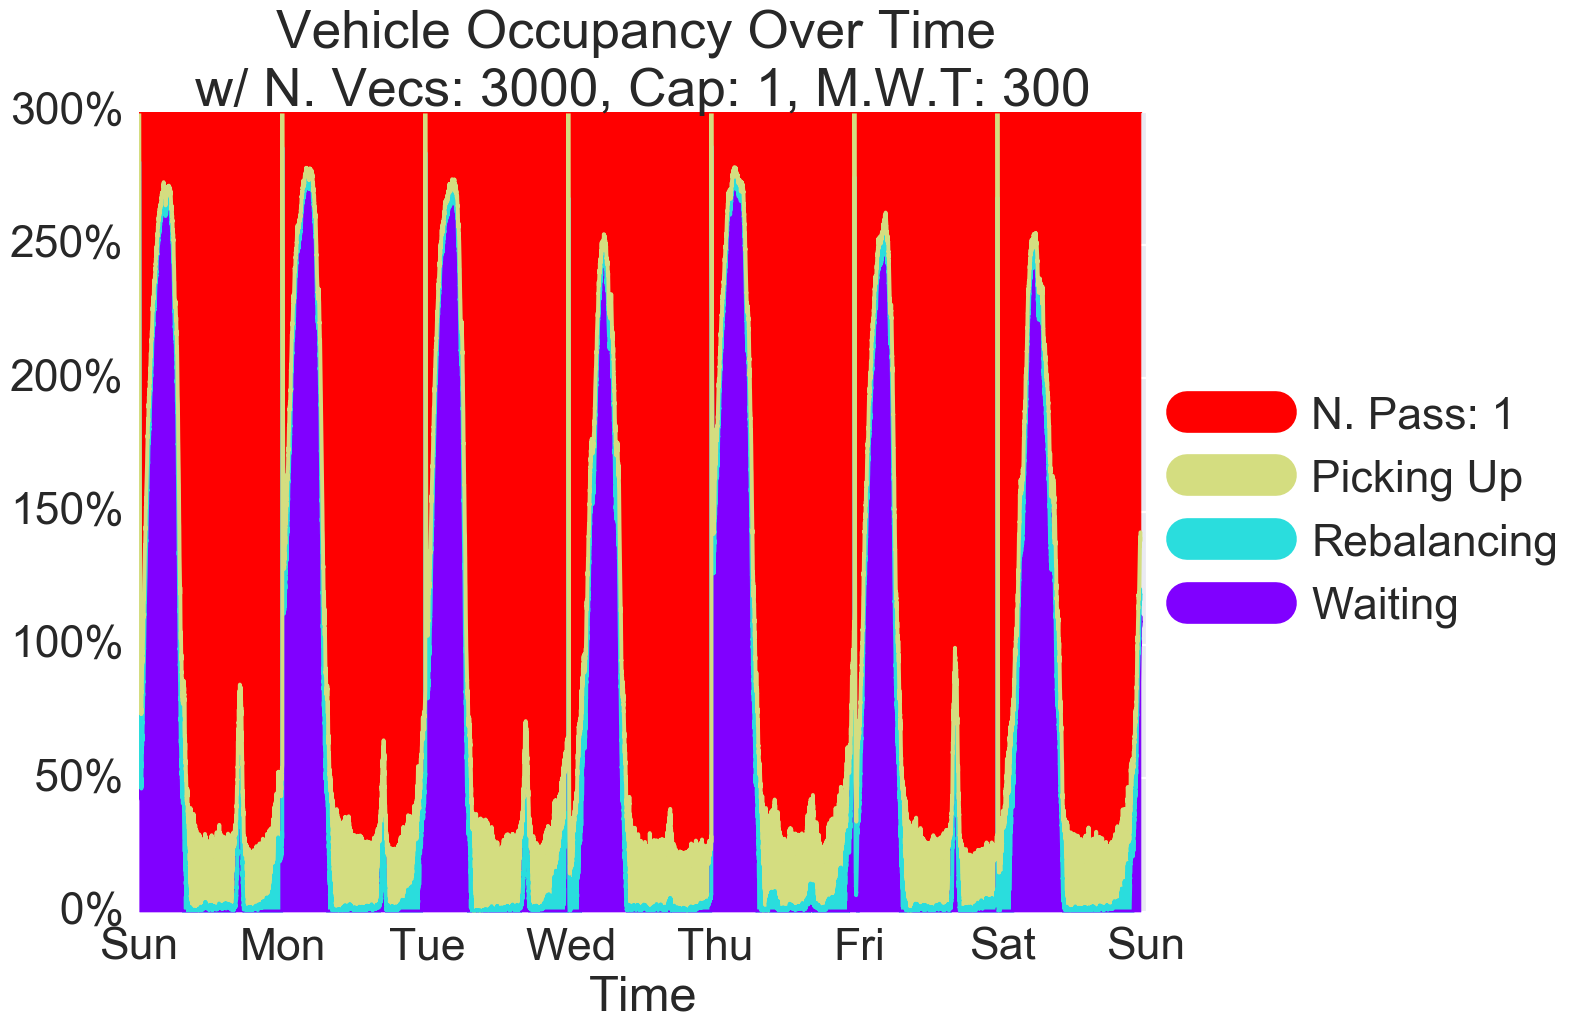 Vehicle Occupancy Over Time
w/ N. Vecs: 3000, Cap: 1, M.W.T: 300
300%
250%
200%
150%
100%
50%
0%
Sun Mon Tue Wed Thu Fri Sat Sun
Time
N. Pass: 1
Picking Up
Rebalancing
Waiting